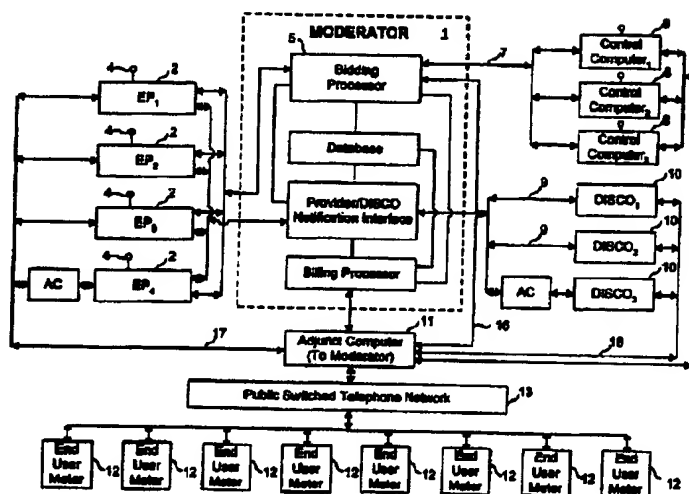 MODERATOR 1
5
Bidding
Processor
Database
Provider/DISCO
Notification Interface
Billing Processor
4 2
EP1
4 2
EP2
4 2
EP3
4 2
AC
EP4
7
8
Control
Computer1
8
Control
Computer2
8
Control
Computer3
9
10
DISCO1
9
10
DISCO2
10
AC
DISCO3
11
16
17
18
Adjunct Computer
(To Moderator)
Public Switched Telephone Network
13
End
User
Meter
12
End
User
Meter
12
End
User
Meter
12
End
User
Meter
12
End
User
Meter
12
End
User
Meter
12
End
User
Meter
12
End
User
Meter
12